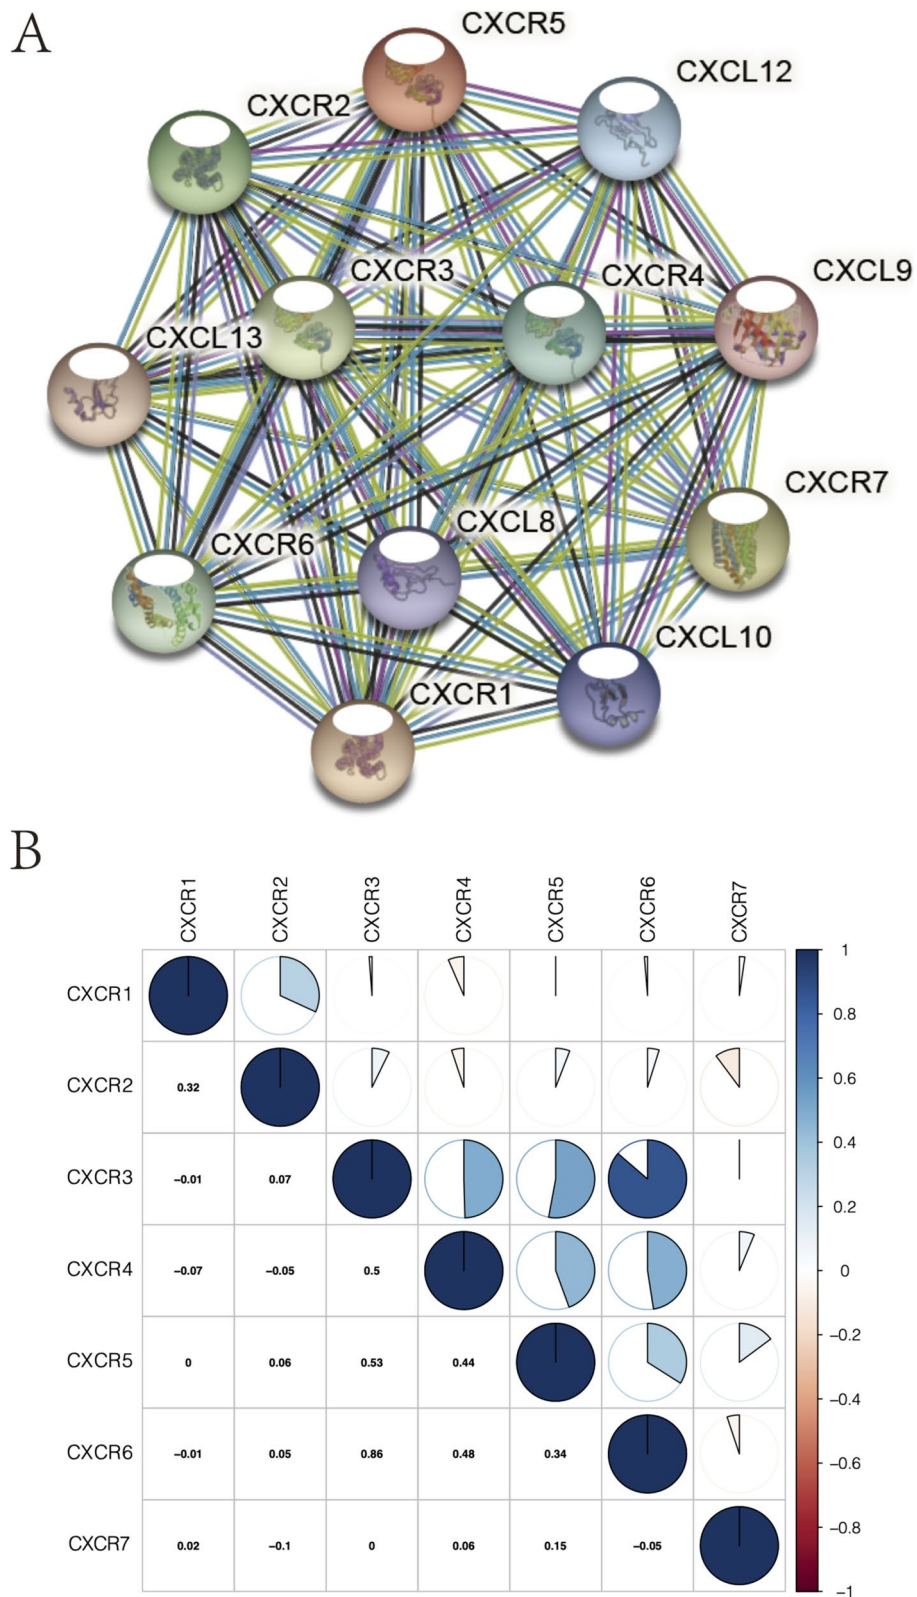 A
CXCR5
CXCL12
CXCR2
CXCR3
CXCR4
CXCL9
CXCL13
CXCR7
CXCL8
CXCR6
CXCL10
CXCR1
B
CXCR1 CXCR2 CXCR3 CXCR4 CXCR5 CXCR6 CXCR7
1
CXCR1
0.8
CXCR2 0.32
0.6
0.4
CXCR3 −0.01 0.07
0.2
CXCR4 −0.07 −0.05 0.5
0
−0.2
CXCR5 0 0.06 0.53 0.44
−0.4
CXCR6 −0.01 0.05 0.86 0.48 0.34
−0.6
−0.8
CXCR7 0.02 −0.1 0 0.06 0.15 −0.05
−1